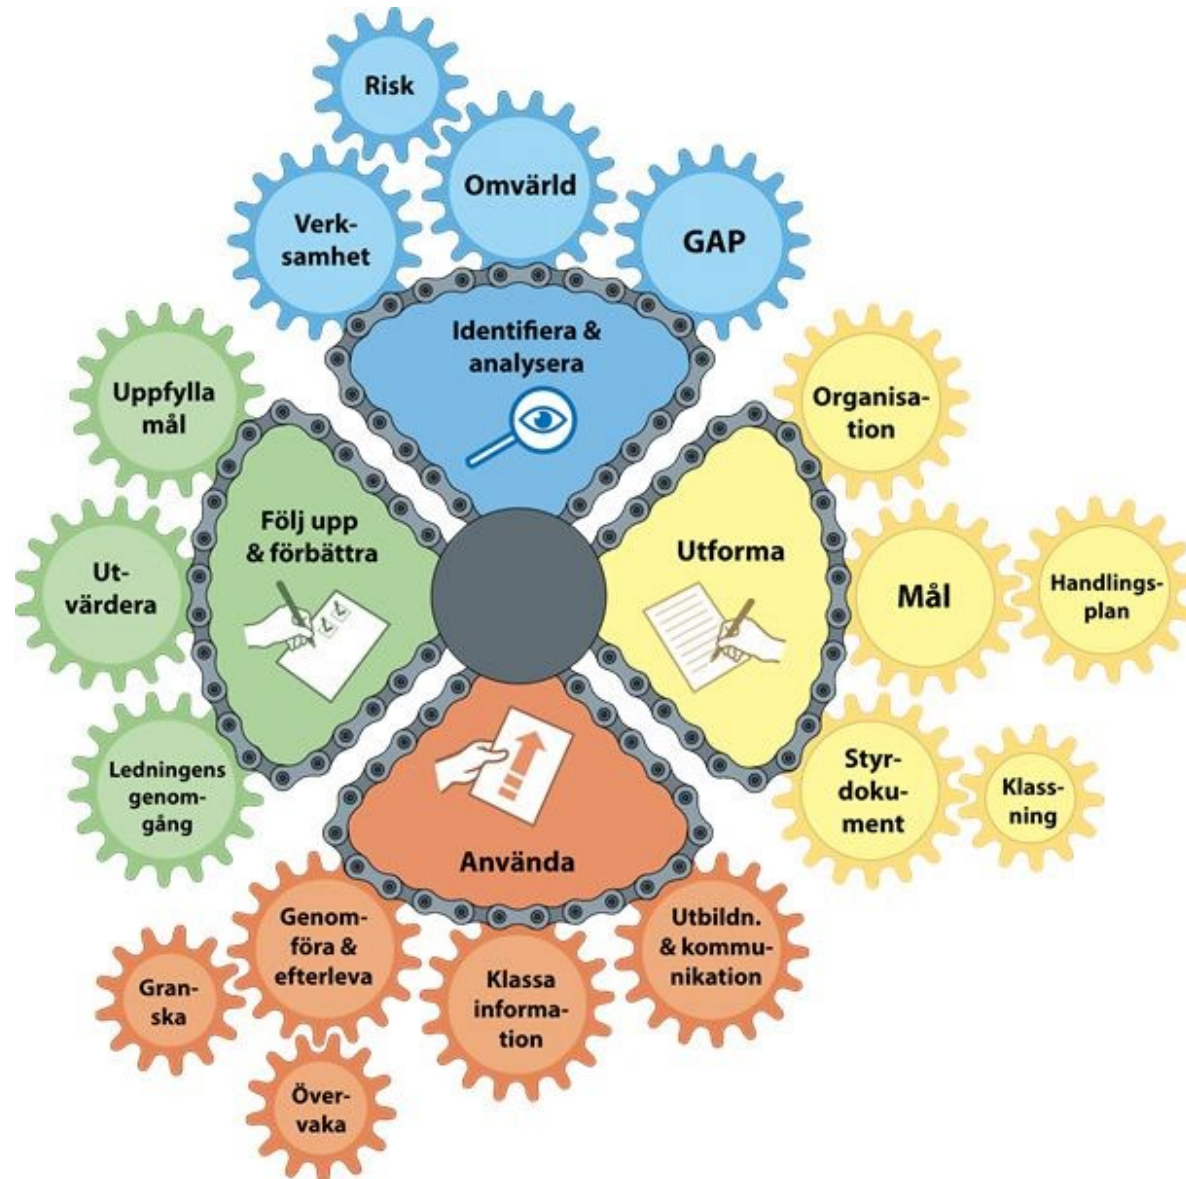 Risk
Omvärld
Verk-
samhet
GAP
Identifiera &
analysera
Organisa-
tion
Uppfylla
mål
Följ upp
& förbättra
Utforma
Ut-
värdera
Mål
Handlings-
plan
Ledningens
genom-
gång
Styr-
doku-
ment
Klass-
ning
Använda
Genom-
föra &
efterleva
Utbildn.
& kommu-
nikation
Klassa
informa-
tion
Gran-
ska
Över-
vaka